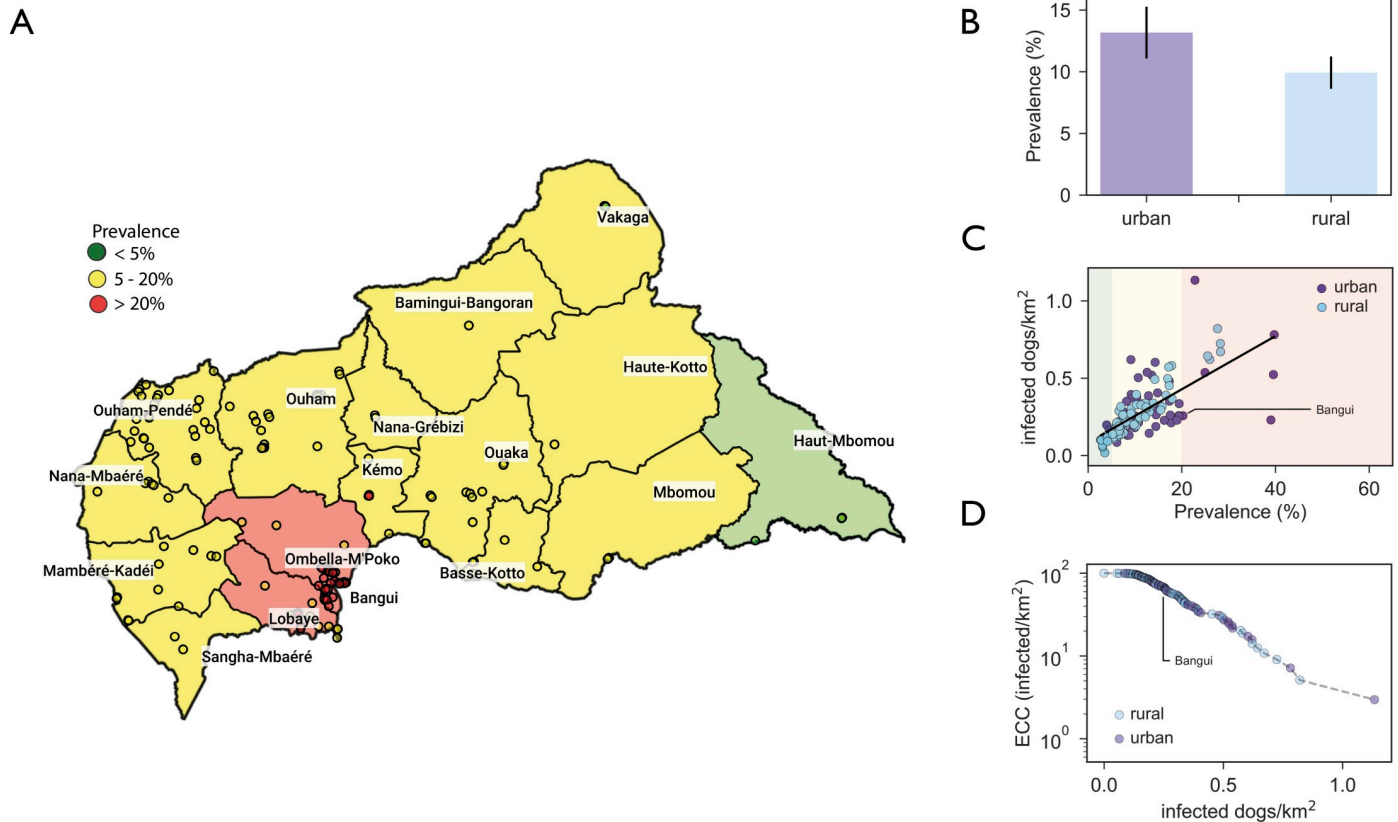 A
Prevalence
< 5%
5 - 20%
> 20%
Vakaga
Bamingui-Bangoran
Haute-Kotto
Ouham
Ouham-Pendé
Nana-Grébizi
Haut-Mbomou
Ouaka
Kémo
Nana-Mbaéré
Mbomou
Ombella-M'Poko
Mambéré-Kadéi
Basse-Kotto
Bangui
Lobaye
Sangha-Mbaéré
B
Prevalence (%)
15
10
5
0
urban rural
C
infected dogs/km²
1.0
0.5
0.0
urban
rural
Bangui
0 20 40 60
Prevalence (%)
D
ECC (infected/km²)
10²
10¹
10⁰
Bangui
rural
urban
0.0 0.5 1.0
infected dogs/km²